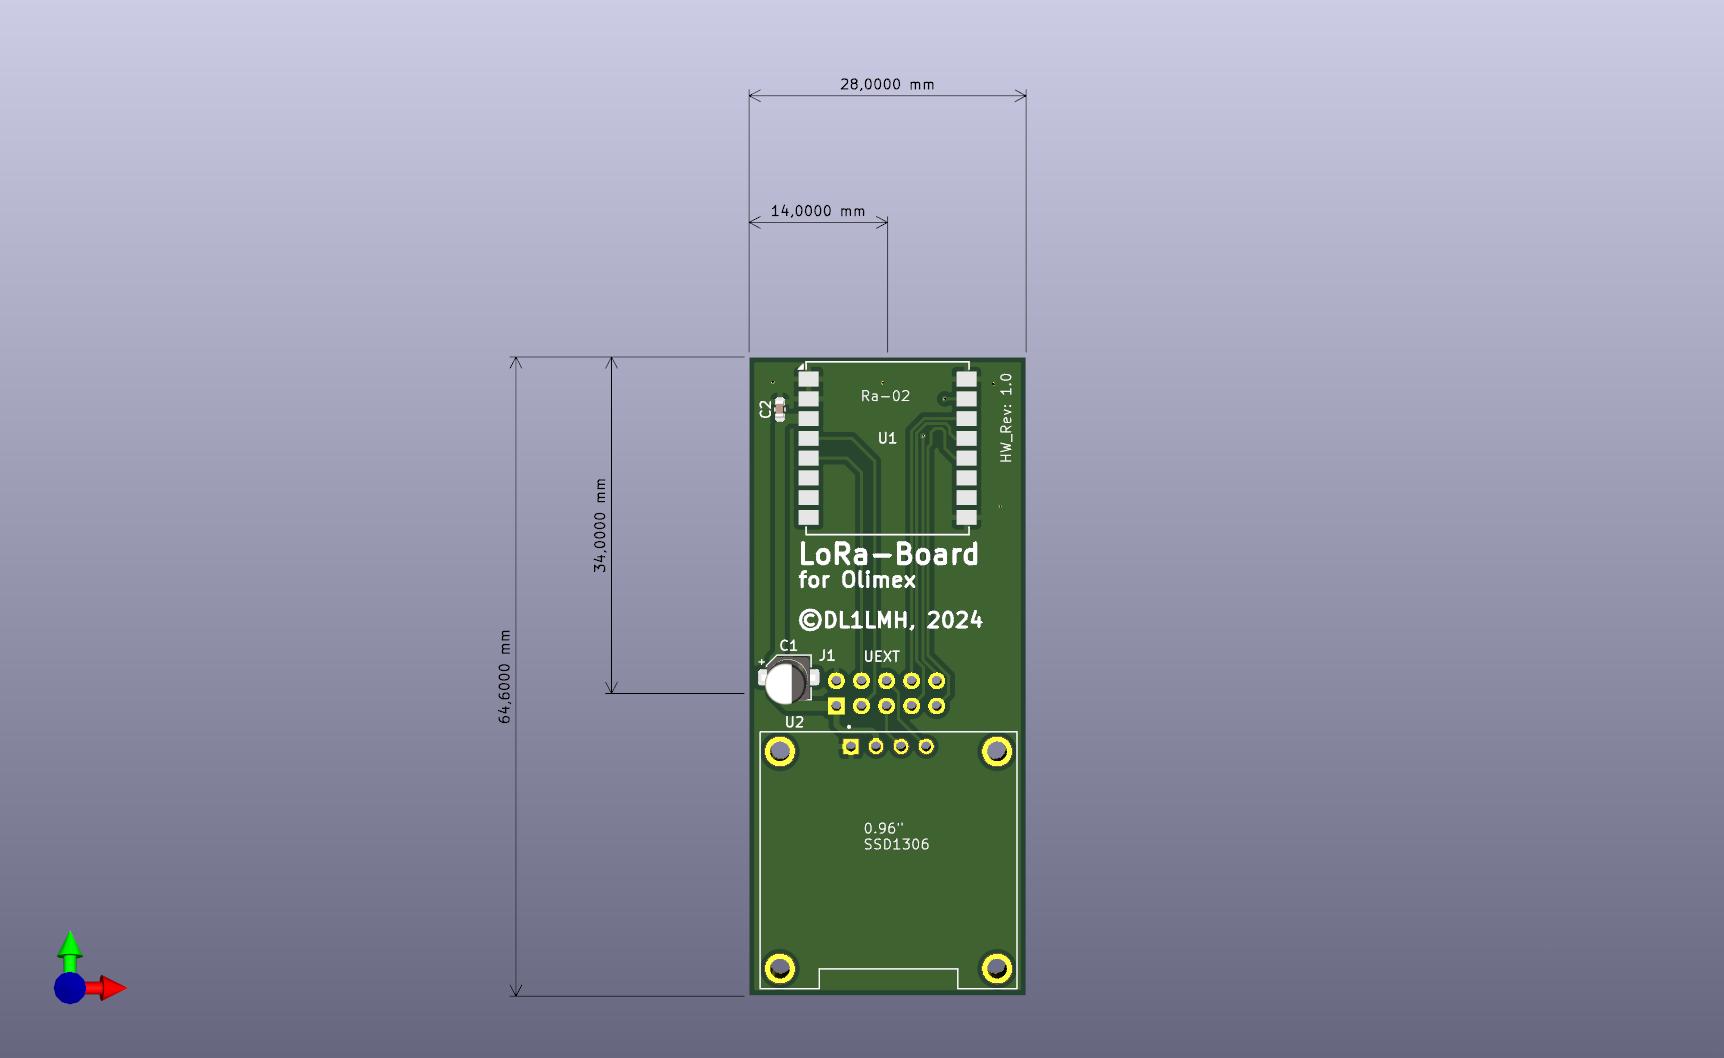 28,0000 mm
14,0000 mm
34,0000 mm
64,6000 mm
C2
Ra-02
HW_Rev: 1.0
U1
LoRa-Board
for Olimex
©DL1LMH, 2024
C1
+
J1
UEXT
U2
0.96"
SSD1306